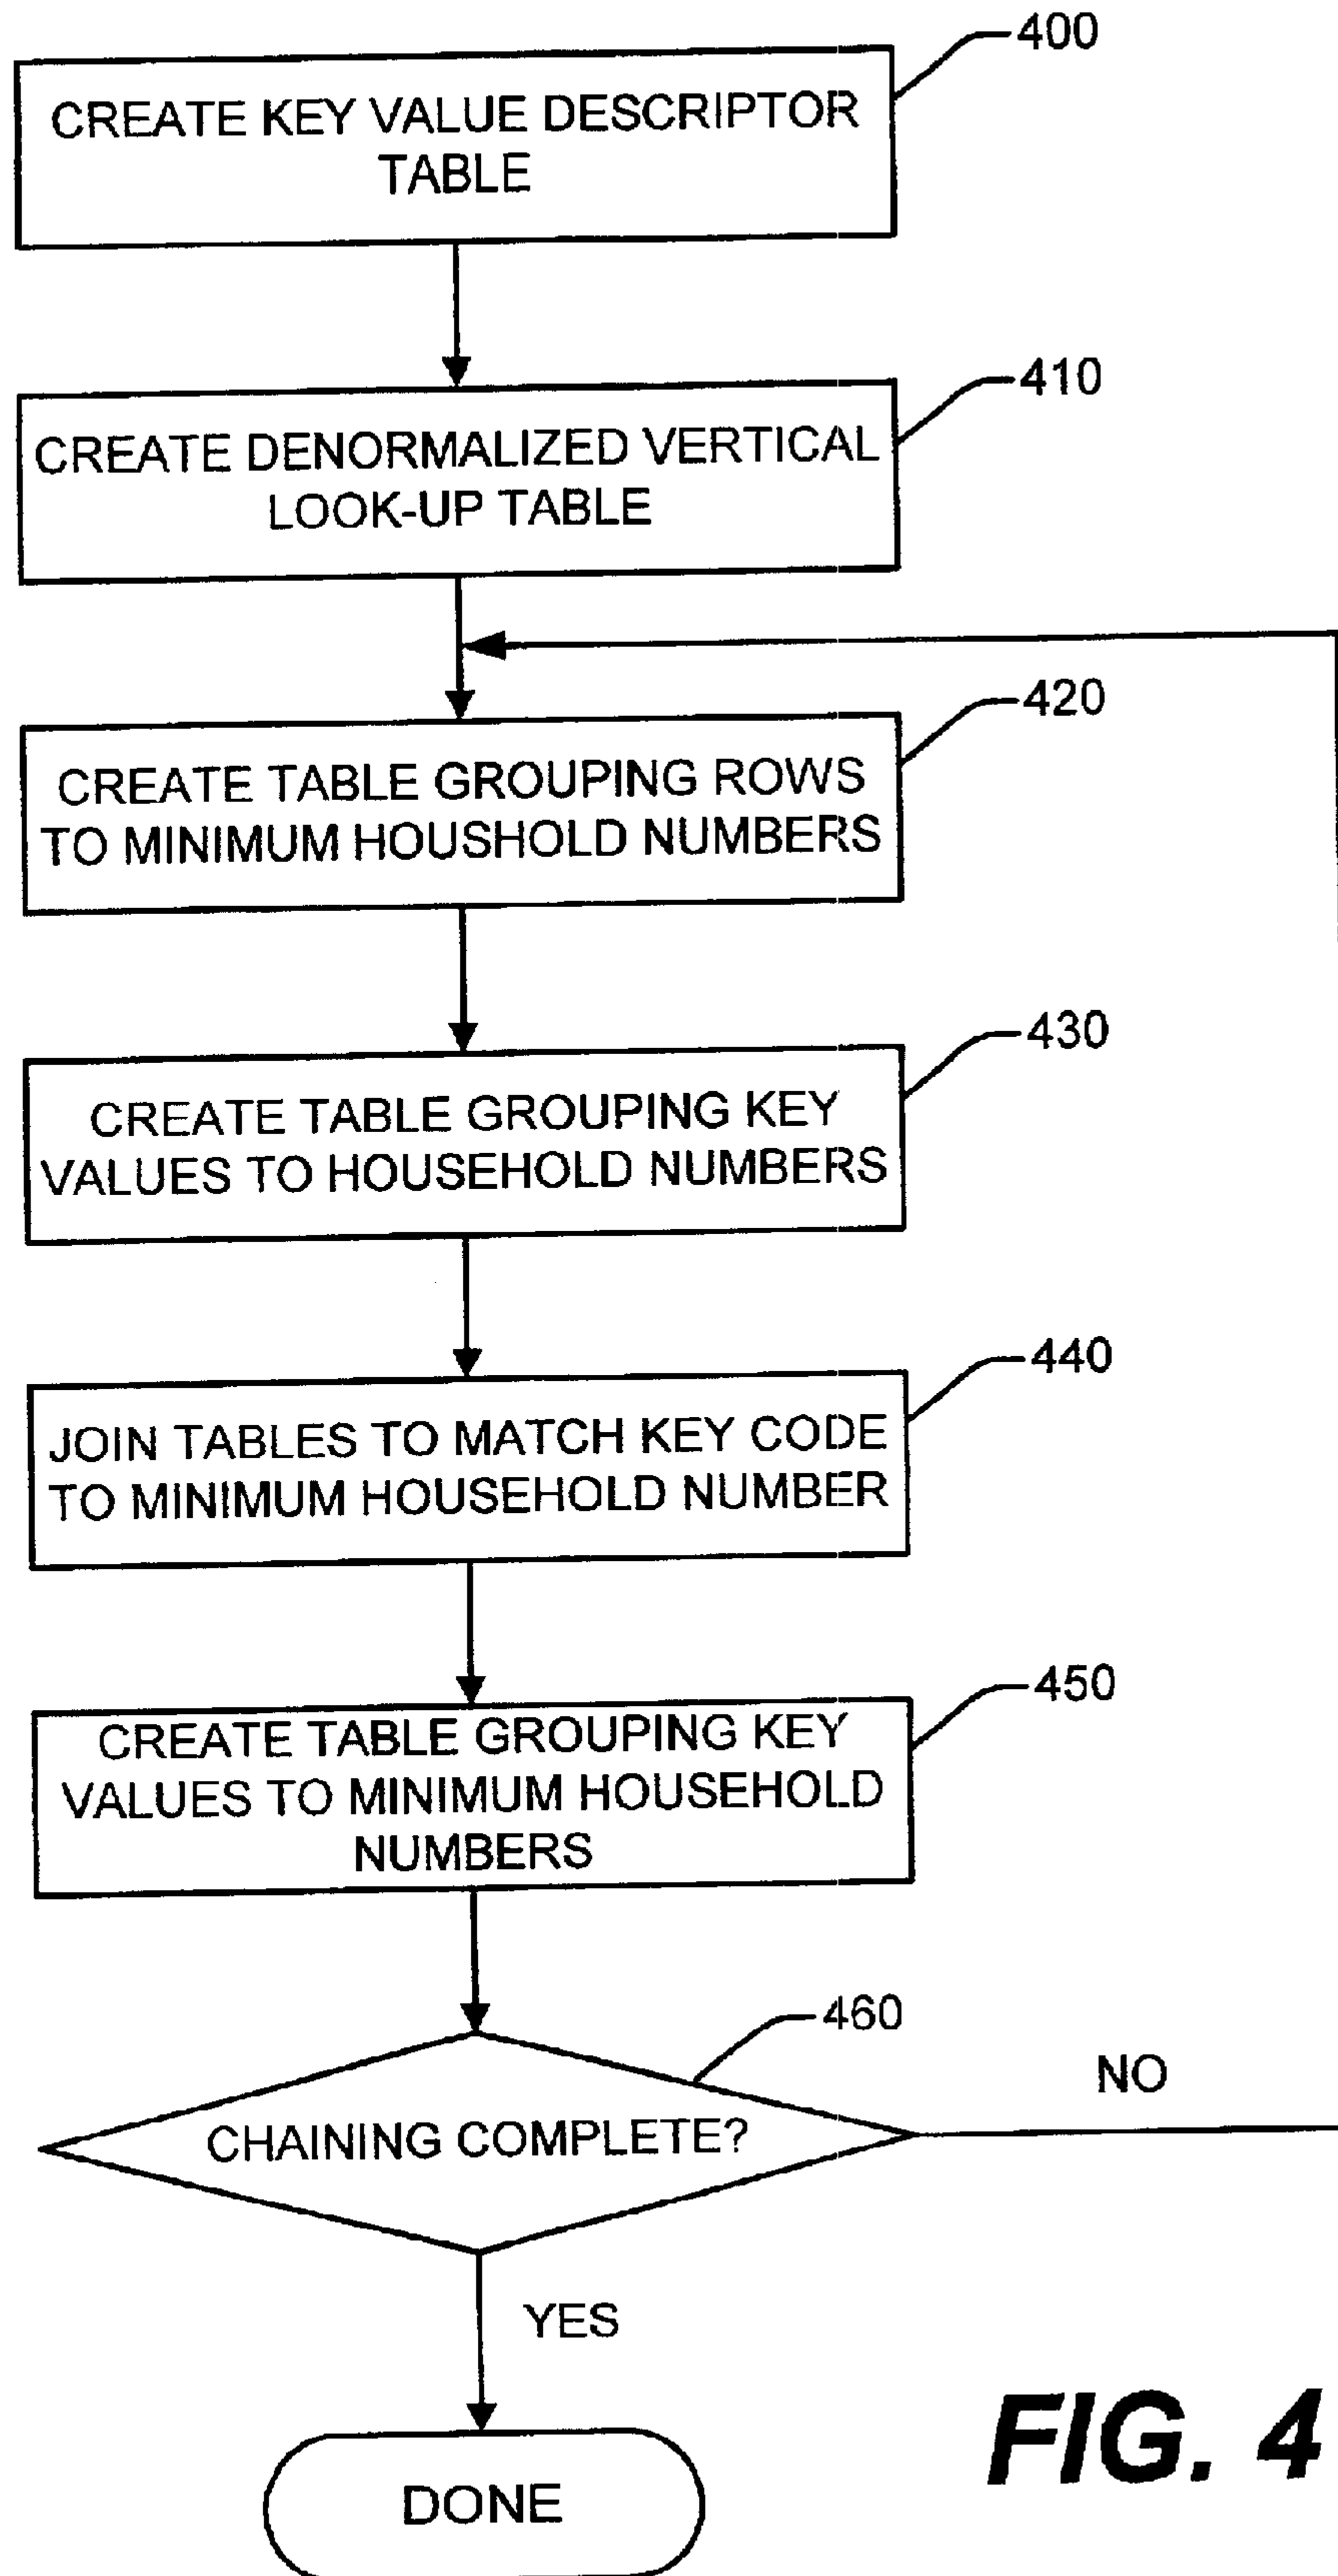 400
CREATE KEY VALUE DESCRIPTOR
TABLE
410
CREATE DENORMALIZED VERTICAL
LOOK-UP TABLE
420
CREATE TABLE GROUPING ROWS
TO MINIMUM HOUSHOLD NUMBERS
430
CREATE TABLE GROUPING KEY
VALUES TO HOUSEHOLD NUMBERS
440
JOIN TABLES TO MATCH KEY CODE
TO MINIMUM HOUSEHOLD NUMBER
450
CREATE TABLE GROUPING KEY
VALUES TO MINIMUM HOUSEHOLD
NUMBERS
460
NO
CHAINING COMPLETE?
YES
DONE
FIG. 4